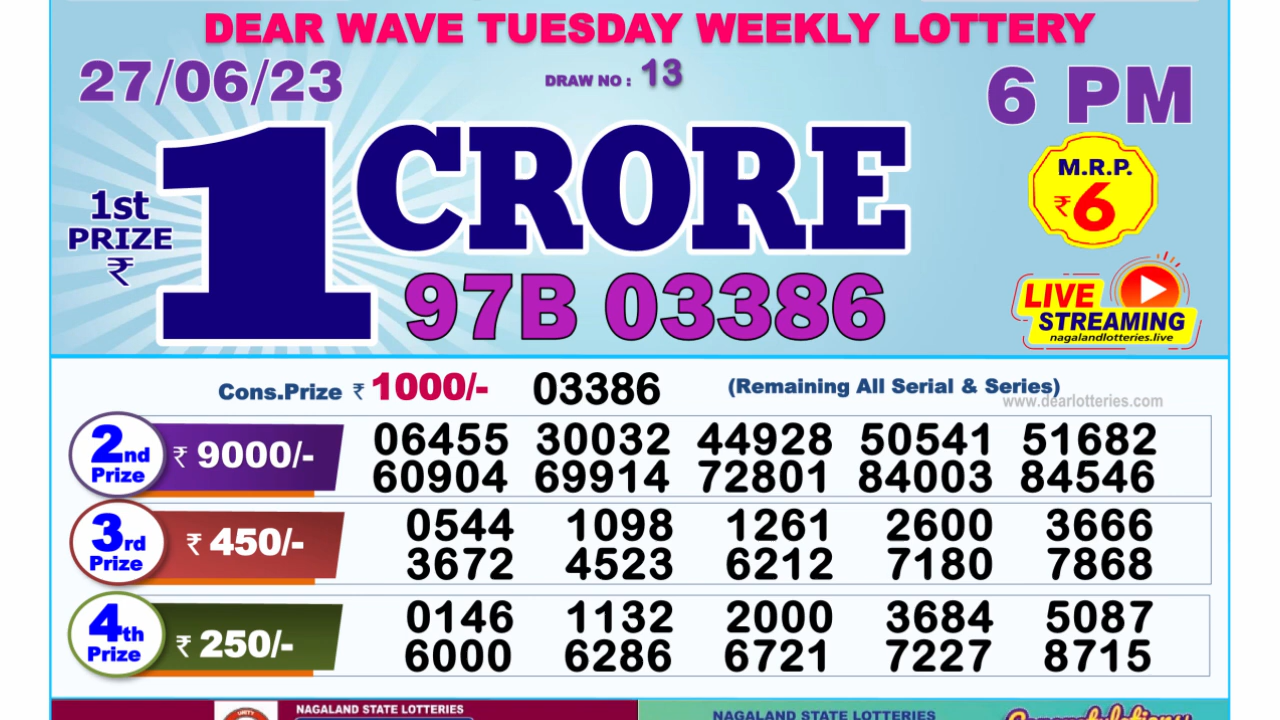 DEAR WAVE TUESDAY WEEKLY LOTTERY
27/06/23 DRAW NO : 13 6 PM
1st PRIZE ₹ 1 CRORE
M.R.P. ₹6
97B 03386
LIVE STREAMING
nagalandlotteries.live
Cons.Prize ₹ 1000/- 03386 (Remaining All Serial & Series)
www.dearlotteries.com
2nd Prize ₹ 9000/-
06455 30032 44928 50541 51682
60904 69914 72801 84003 84546
3rd Prize ₹ 450/-
0544 1098 1261 2600 3666
3672 4523 6212 7180 7868
4th Prize ₹ 250/-
0146 1132 2000 3684 5087
6000 6286 6721 7227 8715
UNITY NAGALAND STATE LOTTERIES NAGALAND STATE LOTTERIES Congratulations